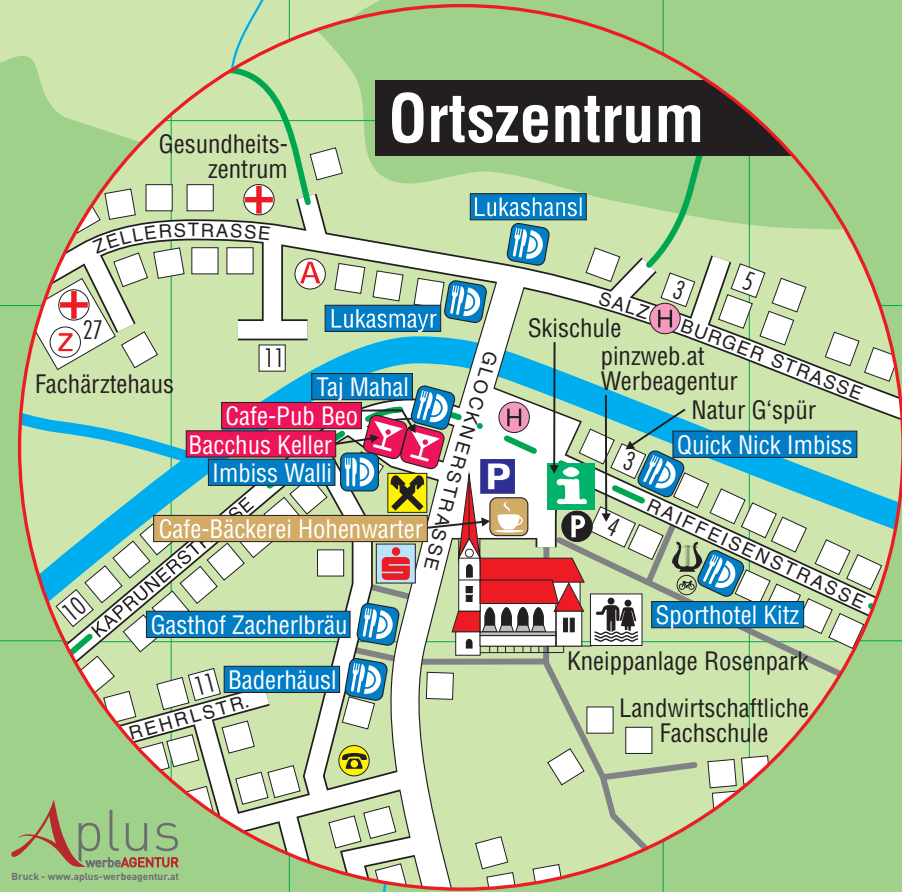 Ortszentrum
Gesundheits-
zentrum
Lukashansl
ZELLERSTRASSE
A
3
5
SALZBURGER STRASSE
H
Lukasmayr
Skischule
27
Z
11
pinzweb.at
Werbeagentur
Fachärztehaus
GLOCKNERSTRASSE
Taj Mahal
Cafe-Pub Beo
H
Natur G'spür
Bacchus Keller
3
Quick Nick Imbiss
Imbiss Walli
P
i
Cafe-Bäckerei Hohenwarter
P
4
RAIFFEISENSTRASSE
S
10
KAPRUNERSTRASSE
Gasthof Zacherlbräu
Sporthotel Kitz
Kneippanlage Rosenpark
11
Baderhäusl
REHRLSTR.
Landwirtschaftliche
Fachschule
Aplus
werbeAGENTUR
Bruck - www.aplus-werbeagentur.at